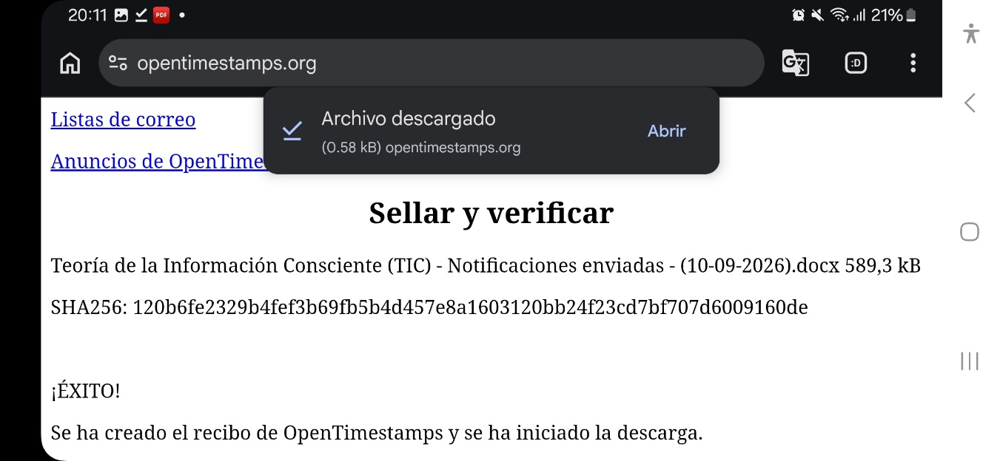 20:11 PDF 21%
opentimestamps.org :D
Listas de correo
Archivo descargado
Abrir
(0.58 kB) opentimestamps.org
Anuncios de OpenTime
Sellar y verificar
Teoría de la Información Consciente (TIC) - Notificaciones enviadas - (10-09-2026).docx 589,3 kB
SHA256: 120b6fe2329b4fef3b69fb5b4d457e8a1603120bb24f23cd7bf707d6009160de
¡ÉXITO!
Se ha creado el recibo de OpenTimestamps y se ha iniciado la descarga.